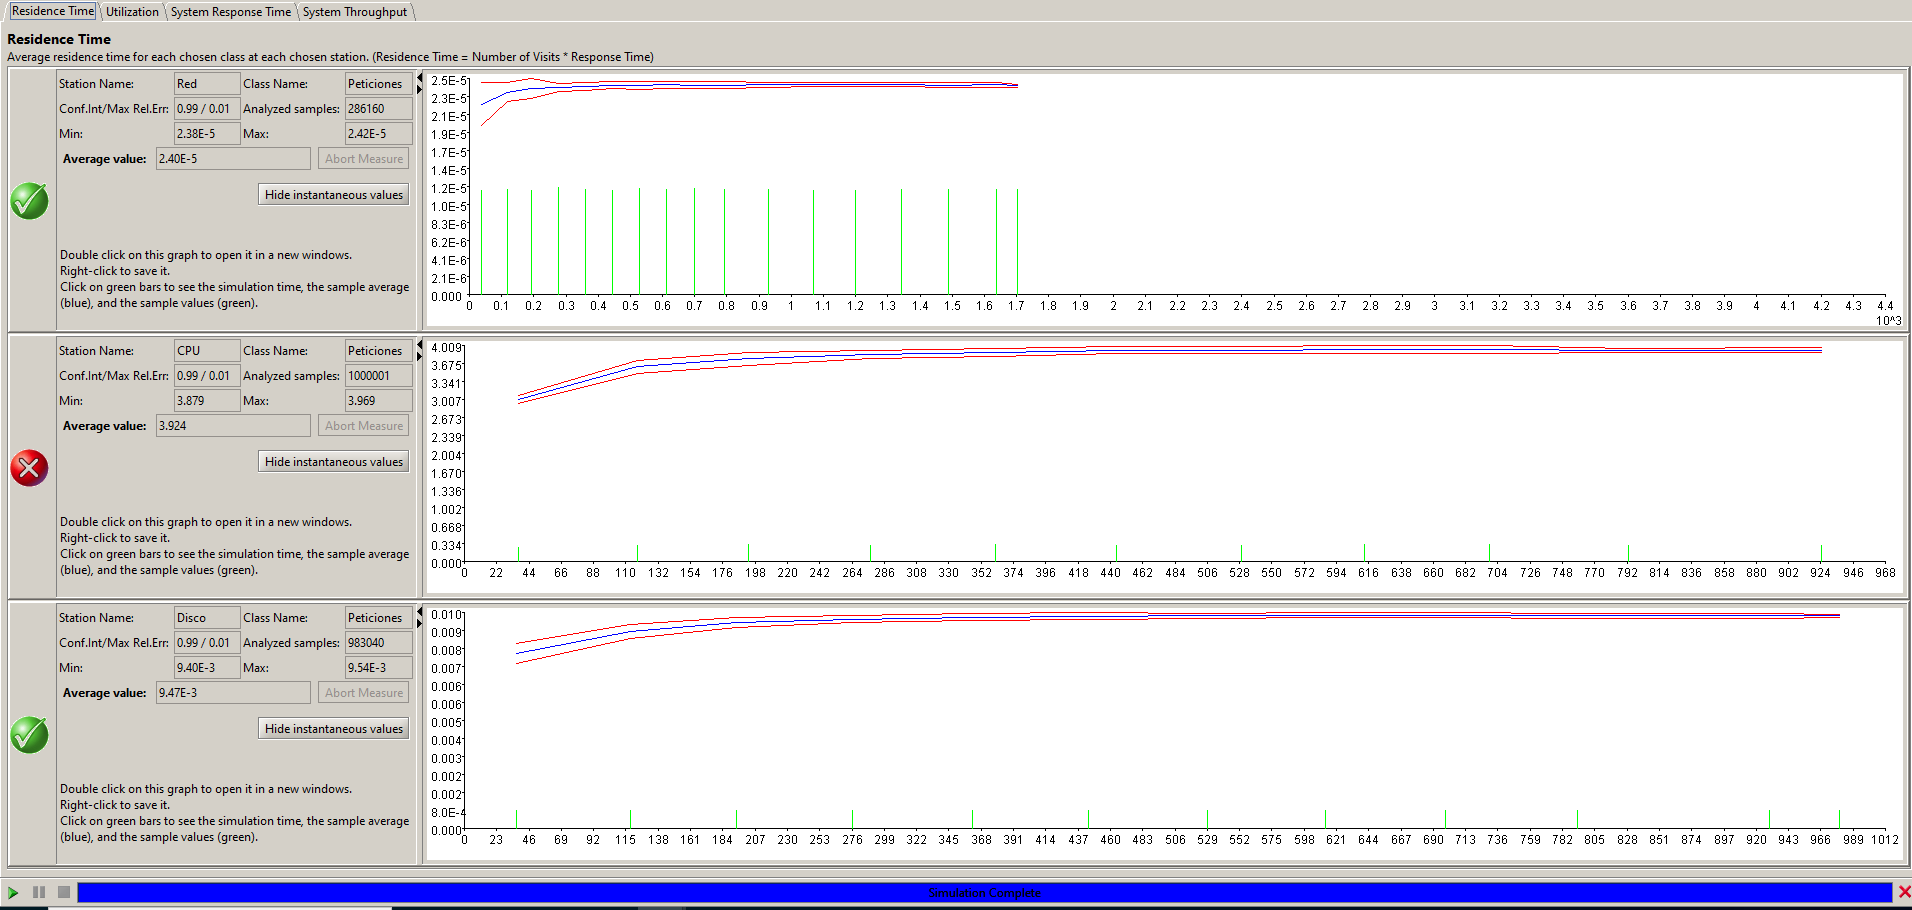 Residence Time Utilization System Response Time System Throughput
Residence Time
Average residence time for each chosen class at each chosen station. (Residence Time = Number of Visits * Response Time)
Station Name: Red Class Name: Peticiones
Conf.Int/Max Rel.Err: 0.99 / 0.01 Analyzed samples: 286160
Min: 2.38E-5 Max: 2.42E-5
Average value: 2.40E-5 Abort Measure
Hide instantaneous values
Double click on this graph to open it in a new windows.
Right-click to save it.
Click on green bars to see the simulation time, the sample average
(blue), and the sample values (green).
2.5E-5
2.3E-5
2.1E-5
1.9E-5
1.7E-5
1.4E-5
1.2E-5
1.0E-5
8.3E-6
6.2E-6
4.1E-6
2.1E-6
0.000
0 0.1 0.2 0.3 0.4 0.5 0.6 0.7 0.8 0.9 1 1.1 1.2 1.3 1.4 1.5 1.6 1.7 1.8 1.9 2 2.1 2.2 2.3 2.4 2.5 2.6 2.7 2.8 2.9 3 3.1 3.2 3.3 3.4 3.5 3.6 3.7 3.8 3.9 4 4.1 4.2 4.3 4.4
10^3
Station Name: CPU Class Name: Peticiones
Conf.Int/Max Rel.Err: 0.99 / 0.01 Analyzed samples: 1000001
Min: 3.879 Max: 3.969
Average value: 3.924 Abort Measure
Hide instantaneous values
Double click on this graph to open it in a new windows.
Right-click to save it.
Click on green bars to see the simulation time, the sample average
(blue), and the sample values (green).
4.009
3.675
3.341
3.007
2.673
2.339
2.004
1.670
1.336
1.002
0.668
0.334
0.000
0 22 44 66 88 110 132 154 176 198 220 242 264 286 308 330 352 374 396 418 440 462 484 506 528 550 572 594 616 638 660 682 704 726 748 770 792 814 836 858 880 902 924 946 968
Station Name: Disco Class Name: Peticiones
Conf.Int/Max Rel.Err: 0.99 / 0.01 Analyzed samples: 983040
Min: 9.40E-3 Max: 9.54E-3
Average value: 9.47E-3 Abort Measure
Hide instantaneous values
Double click on this graph to open it in a new windows.
Right-click to save it.
Click on green bars to see the simulation time, the sample average
(blue), and the sample values (green).
0.010
0.009
0.008
0.007
0.006
0.006
0.005
0.004
0.003
0.002
0.002
8.0E-4
0.000
0 23 46 69 92 115 138 161 184 207 230 253 276 299 322 345 368 391 414 437 460 483 506 529 552 575 598 621 644 667 690 713 736 759 782 805 828 851 874 897 920 943 966 989 1012
Simulation Complete